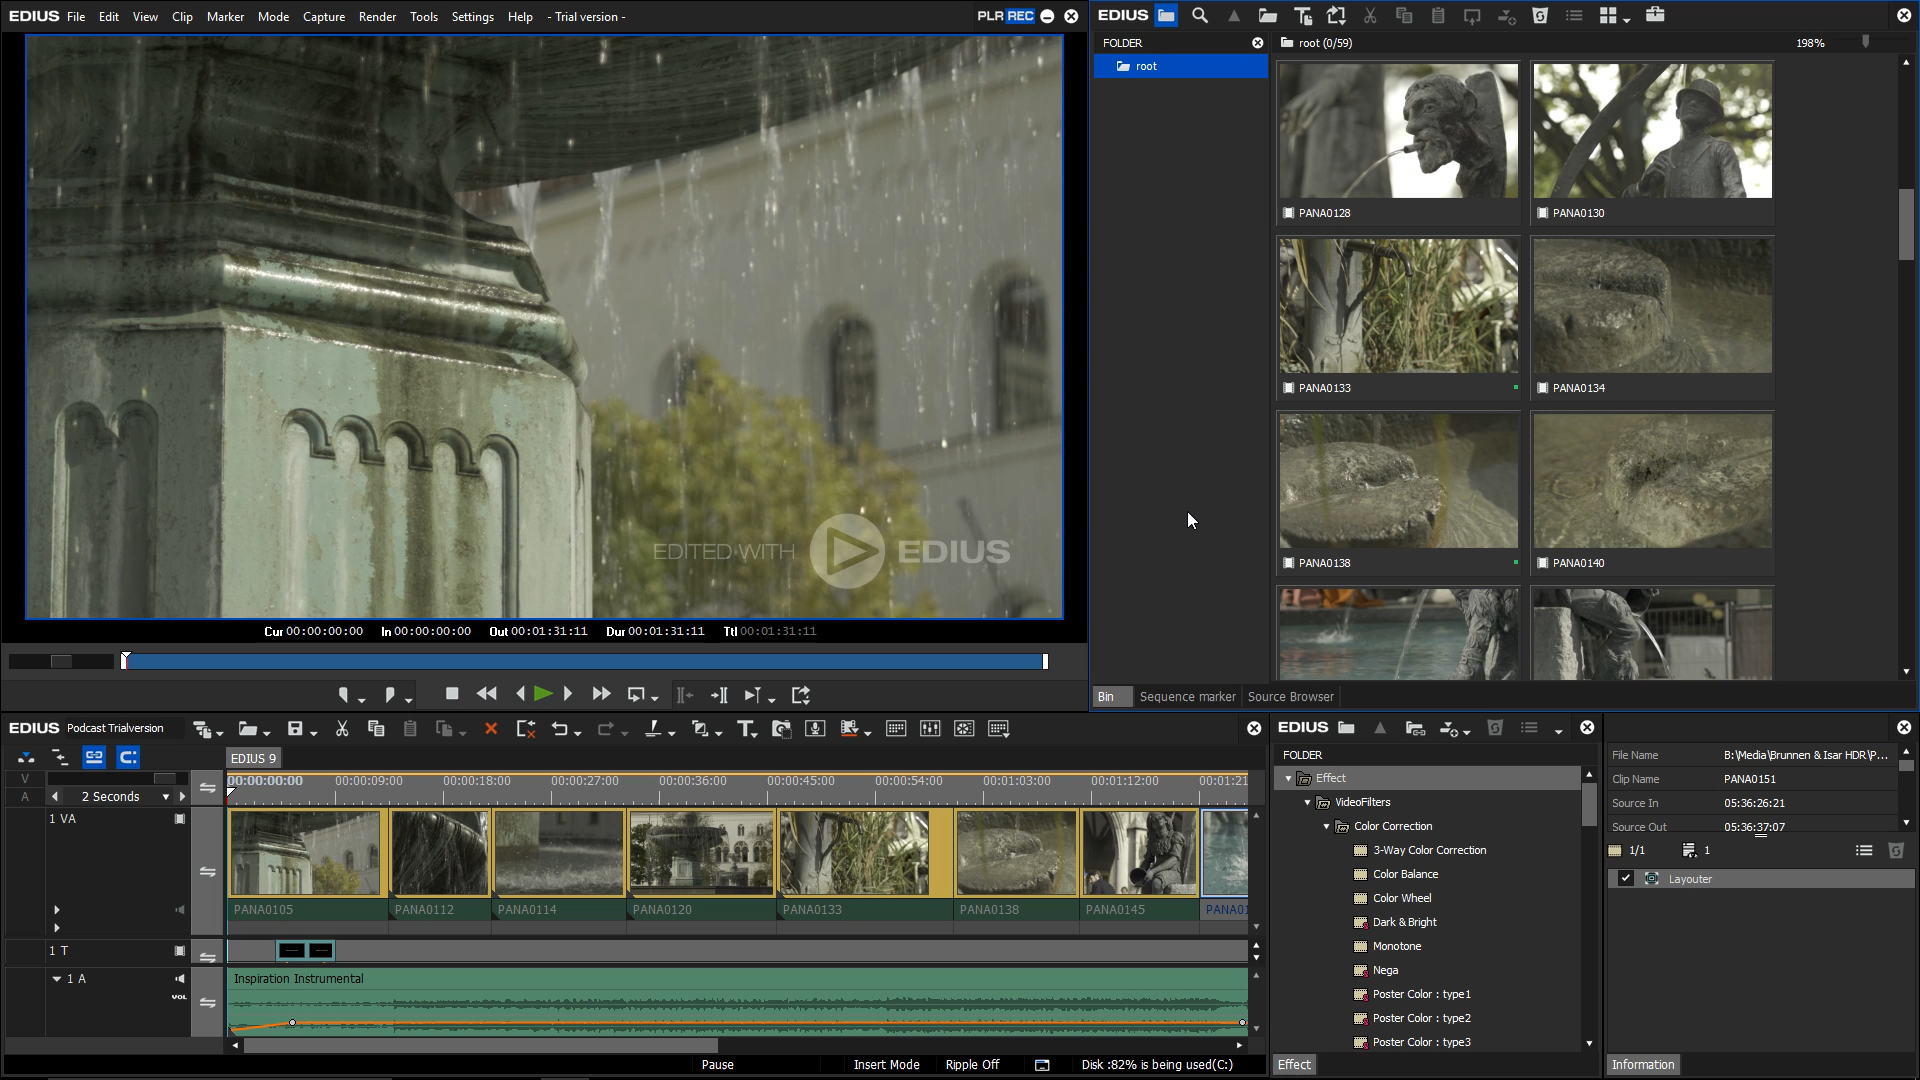 EDIUS File Edit View Clip Marker Mode Capture Render Tools Settings Help - Trial version - PLR REC
EDITED WITH EDIUS
Cur 00:00:00:00 In 00:00:00:00 Out 00:01:31:11 Dur 00:01:31:11 Ttl 00:01:31:11
EDIUS
FOLDER
root
root (0/59) 198%
PANA0128 PANA0130
PANA0133 PANA0134
PANA0138 PANA0140
Bin Sequence marker Source Browser
EDIUS Podcast Trialversion
EDIUS 9
V
A 2 Seconds
00:00:00:00 00:00:09:00 00:00:18:00 00:00:27:00 00:00:36:00 00:00:45:00 00:00:54:00 00:01:03:00 00:01:12:00 00:01:21
1 VA
PANA0105 PANA0112 PANA0114 PANA0120 PANA0133 PANA0138 PANA0145 PANA01
1 T
1 A
VOL
Inspiration Instrumental
Pause Insert Mode Ripple Off Disk :82% is being used(C:)
EDIUS
FOLDER
Effect
VideoFilters
Color Correction
3-Way Color Correction
Color Balance
Color Wheel
Dark & Bright
Monotone
Nega
Poster Color : type1
Poster Color : type2
Poster Color : type3
Effect
File Name B:\Media\Brunnen & Isar HDR\P...
Clip Name PANA0151
Source In 05:36:26:21
Source Out 05:36:37:07
1/1 1
Layouter
Information